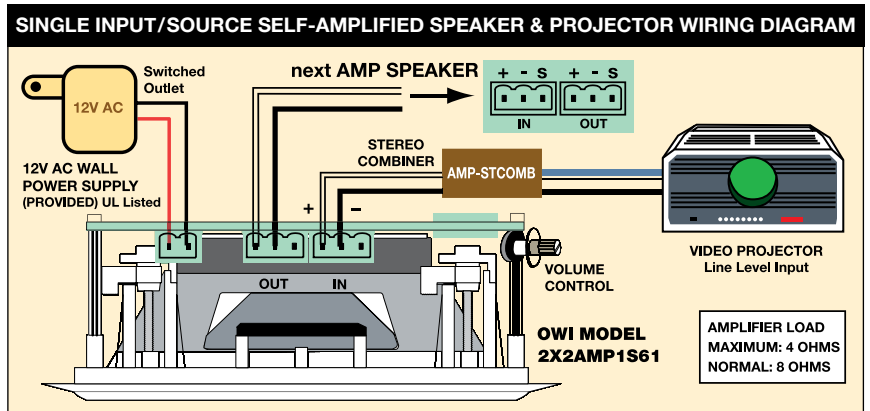 SINGLE INPUT/SOURCE SELF-AMPLIFIED SPEAKER & PROJECTOR WIRING DIAGRAM
Switched
Outlet
12V AC
next AMP SPEAKER
+ - S + - S
IN OUT
12V AC WALL
POWER SUPPLY
(PROVIDED) UL Listed
STEREO
COMBINER
AMP-STCOMB
+ -
VIDEO PROJECTOR
Line Level Input
VOLUME
CONTROL
OUT IN
OWI MODEL
2X2AMP1S61
AMPLIFIER LOAD
MAXIMUM: 4 OHMS
NORMAL: 8 OHMS